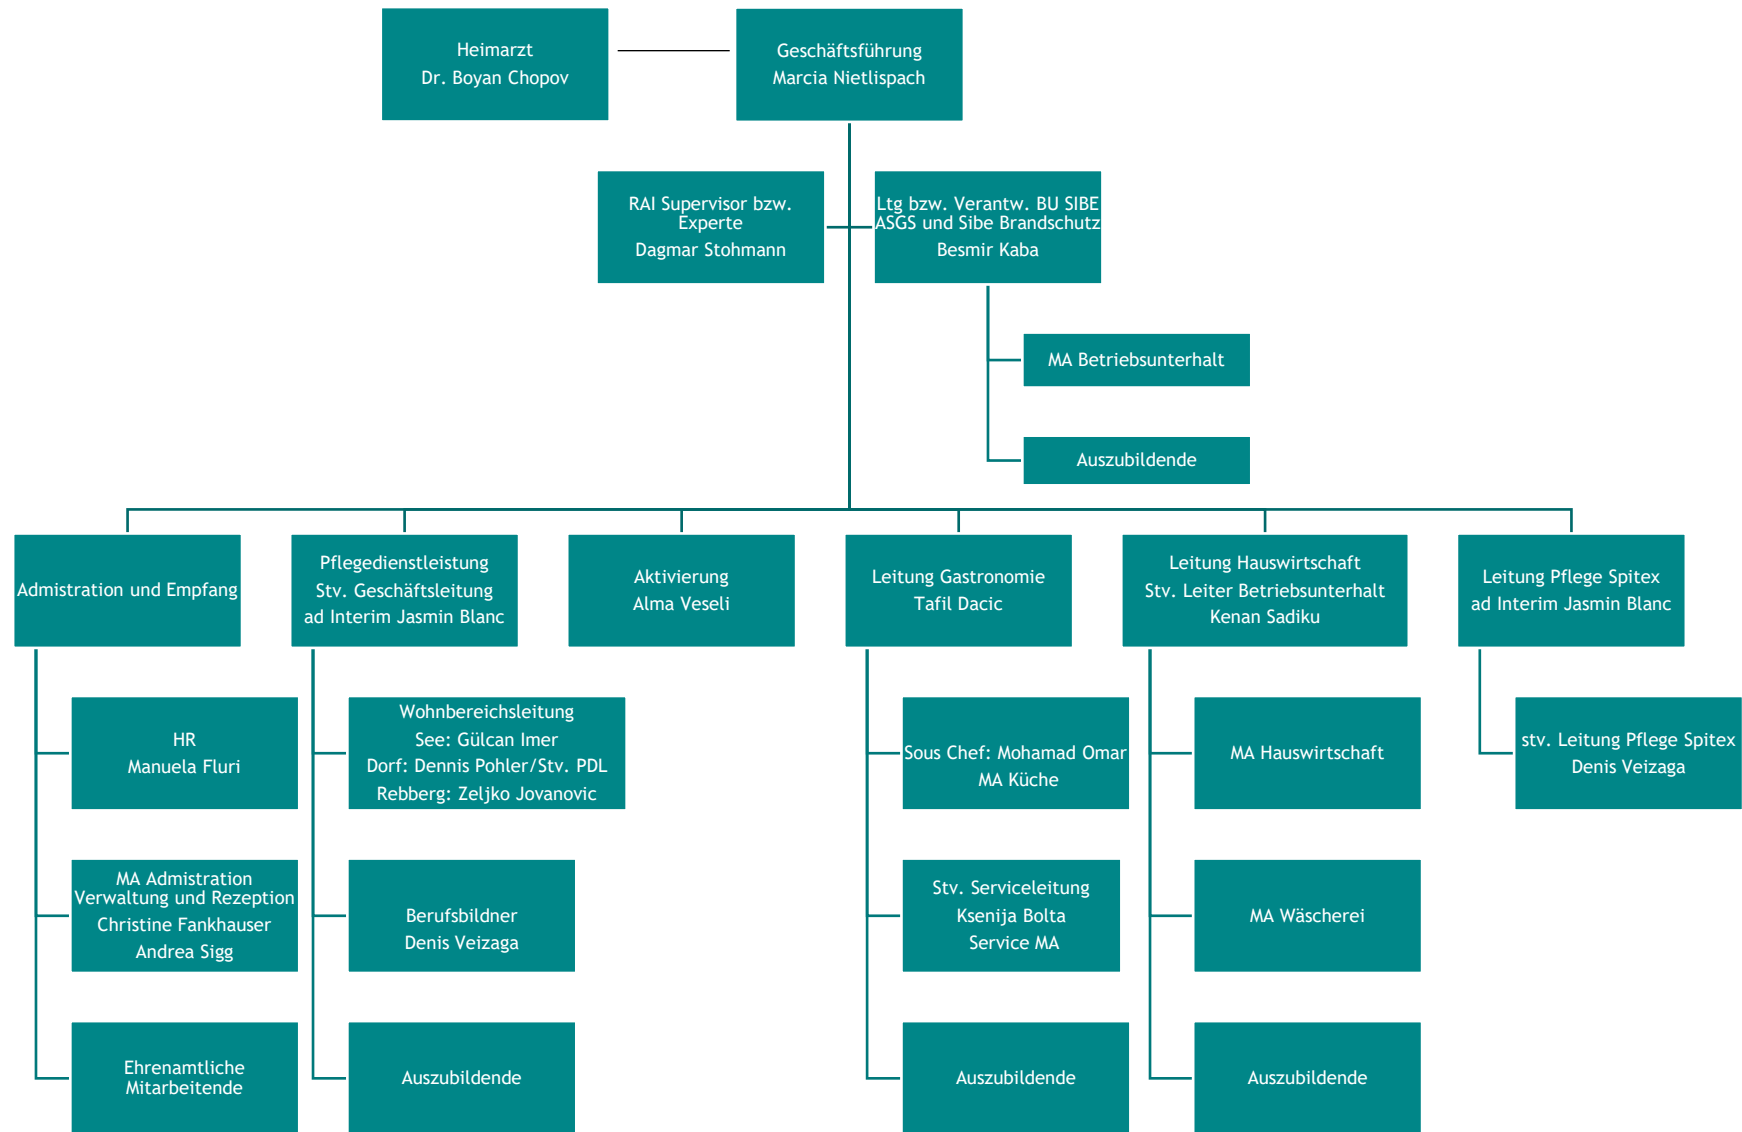 Heimarzt
Dr. Boyan Chopov
Geschäftsführung
Marcia Nietlispach
RAI Supervisor bzw.
Experte
Dagmar Stohmann
Ltg bzw. Verantw. BU SIBE
ASGS und Sibe Brandschutz
Besmir Kaba
MA Betriebsunterhalt
Auszubildende
Admistration und Empfang
Pflegedienstleistung
Stv. Geschäftsleitung
ad Interim Jasmin Blanc
Aktivierung
Alma Veseli
Leitung Gastronomie
Tafil Dacic
Leitung Hauswirtschaft
Stv. Leiter Betriebsunterhalt
Kenan Sadiku
Leitung Pflege Spitex
ad Interim Jasmin Blanc
HR
Manuela Fluri
Wohnbereichsleitung
See: Gülcan Imer
Dorf: Dennis Pohler/Stv. PDL
Rebberg: Zeljko Jovanovic
Sous Chef: Mohamad Omar
MA Küche
MA Hauswirtschaft
stv. Leitung Pflege Spitex
Denis Veizaga
MA Admistration
Verwaltung und Rezeption
Christine Fankhauser
Andrea Sigg
Berufsbildner
Denis Veizaga
Stv. Serviceleitung
Ksenija Bolta
Service MA
MA Wäscherei
Ehrenamtliche
Mitarbeitende
Auszubildende
Auszubildende
Auszubildende